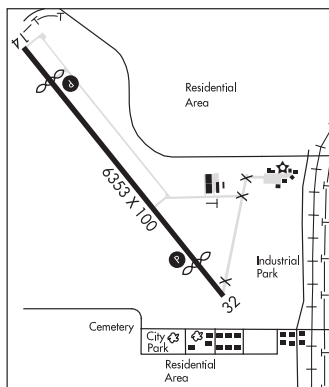 14
Residential
Area
P
6353 X 100
P
32
Industrial
Park
Cemetery
City
Park
Residential
Area